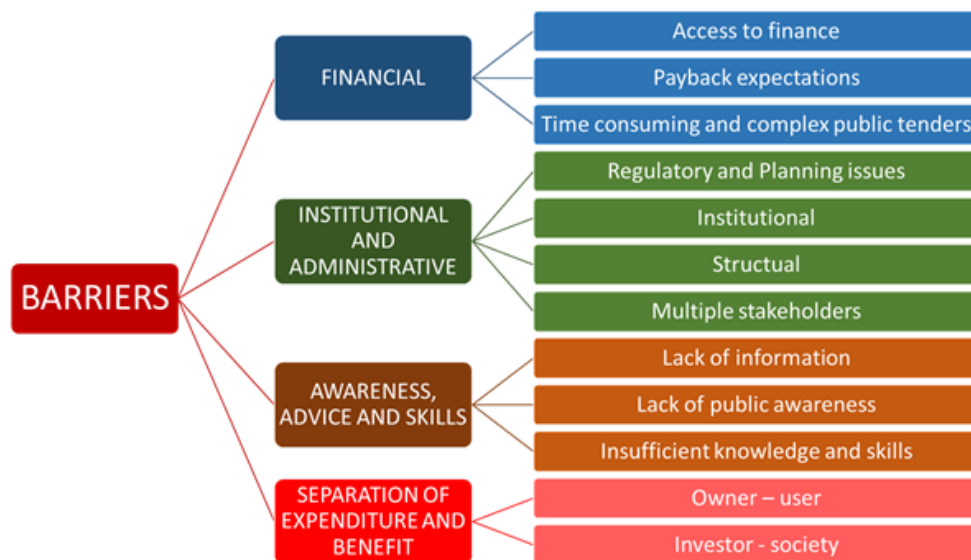 BARRIERS
FINANCIAL
Access to finance
Payback expectations
Time consuming and complex public tenders
INSTITUTIONAL
AND
ADMINISTRATIVE
Regulatory and Planning issues
Institutional
Structual
Multiple stakeholders
AWARENESS,
ADVICE AND SKILLS
Lack of information
Lack of public awareness
Insufficient knowledge and skills
SEPARATION OF
EXPENDITURE AND
BENEFIT
Owner – user
Investor - society